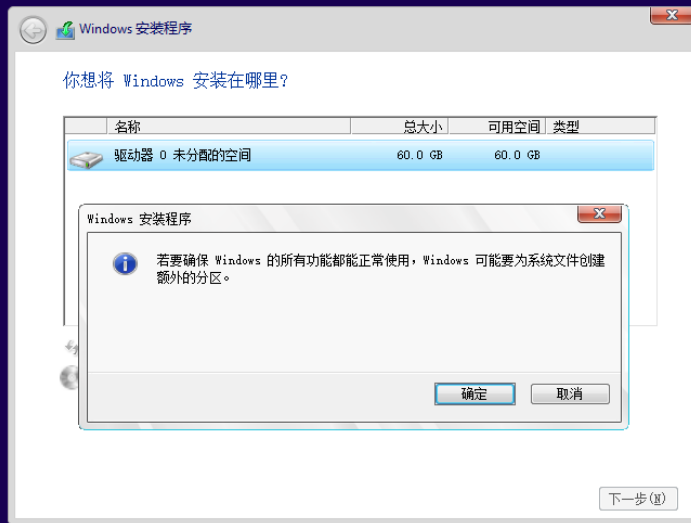 Windows 安装程序
你想将 Windows 安装在哪里?
名称 总大小 可用空间 类型
驱动器 0 未分配的空间 60.0 GB 60.0 GB
Windows 安装程序
若要确保 Windows 的所有功能都能正常使用，Windows 可能要为系统文件创建
额外的分区。
确定 取消
下一步(N)